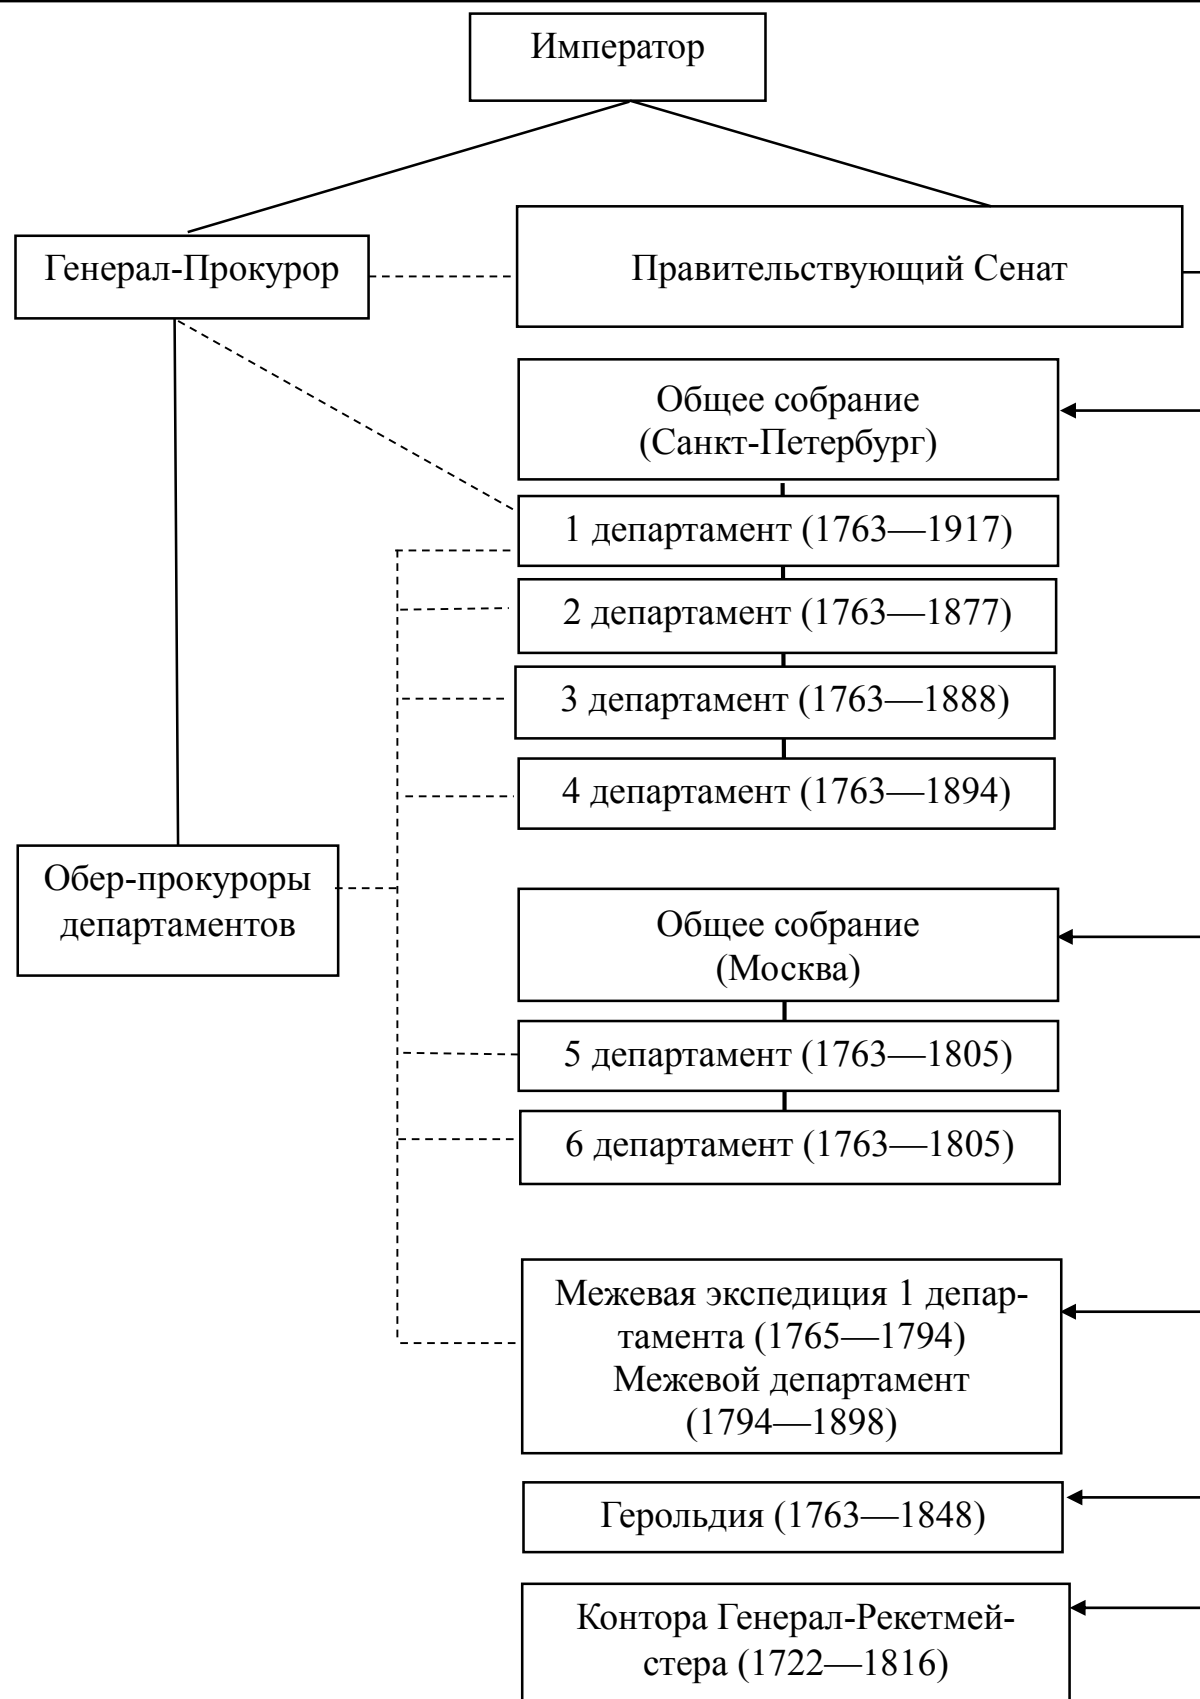 Император
Генерал-Прокурор
Правительствующий Сенат
Общее собрание
(Санкт-Петербург)
1 департамент (1763—1917)
2 департамент (1763—1877)
3 департамент (1763—1888)
4 департамент (1763—1894)
Обер-прокуроры
департаментов
Общее собрание
(Москва)
5 департамент (1763—1805)
6 департамент (1763—1805)
Межевая экспедиция 1 депар-
тамента (1765—1794)
Межевой департамент
(1794—1898)
Герольдия (1763—1848)
Контора Генерал-Рекетмей-
стера (1722—1816)